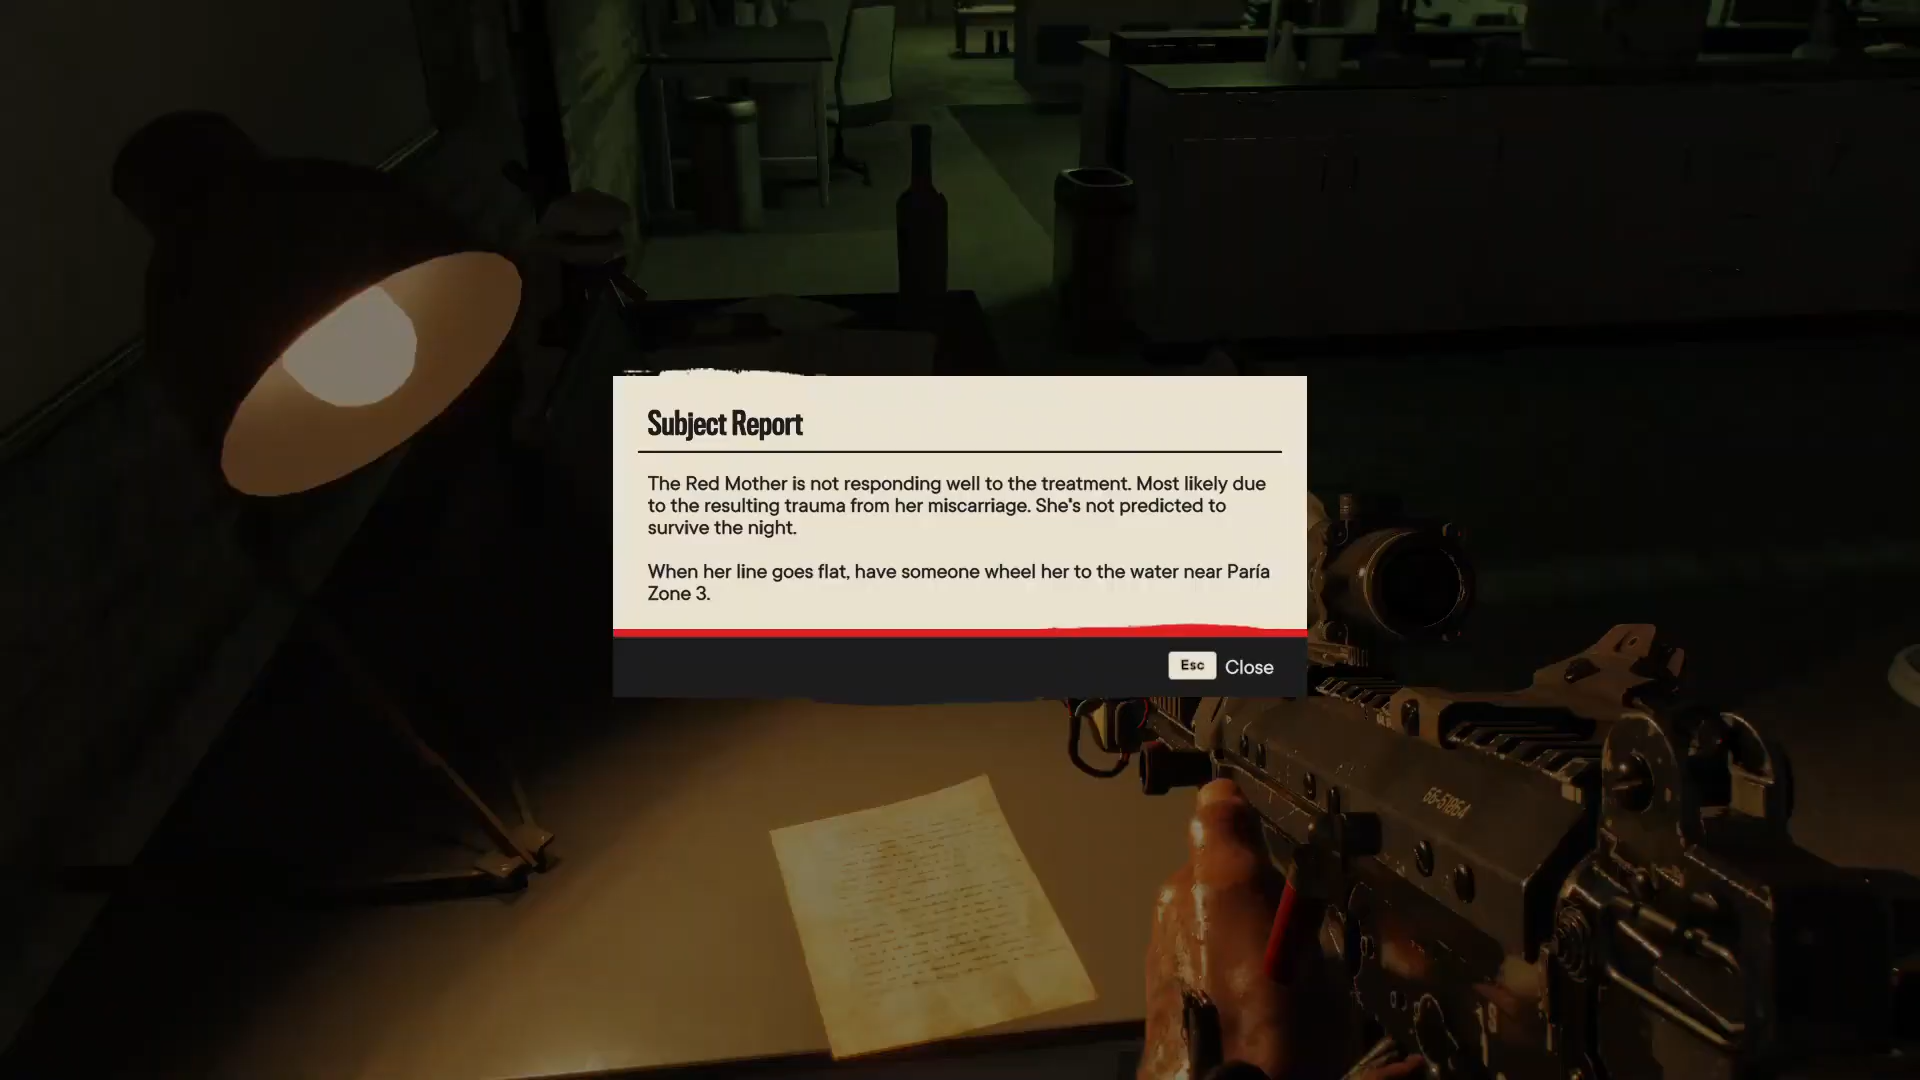 Subject Report
The Red Mother is not responding well to the treatment. Most likely due
to the resulting trauma from her miscarriage. She's not predicted to
survive the night.
When her line goes flat, have someone wheel her to the water near Paría
Zone 3.
Esc Close
66-51864